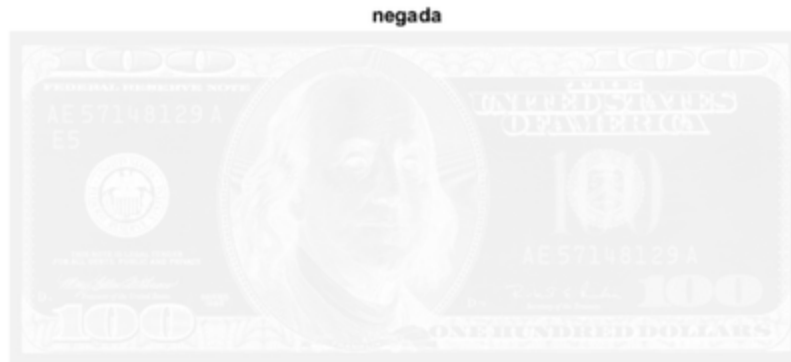 negada
100
100
FEDERAL RESERVE NOTE
THE
UNITED STATES
OF AMERICA
AE 57148129 A
E5
AE 57148129 A
100
100
ONE HUNDRED DOLLARS